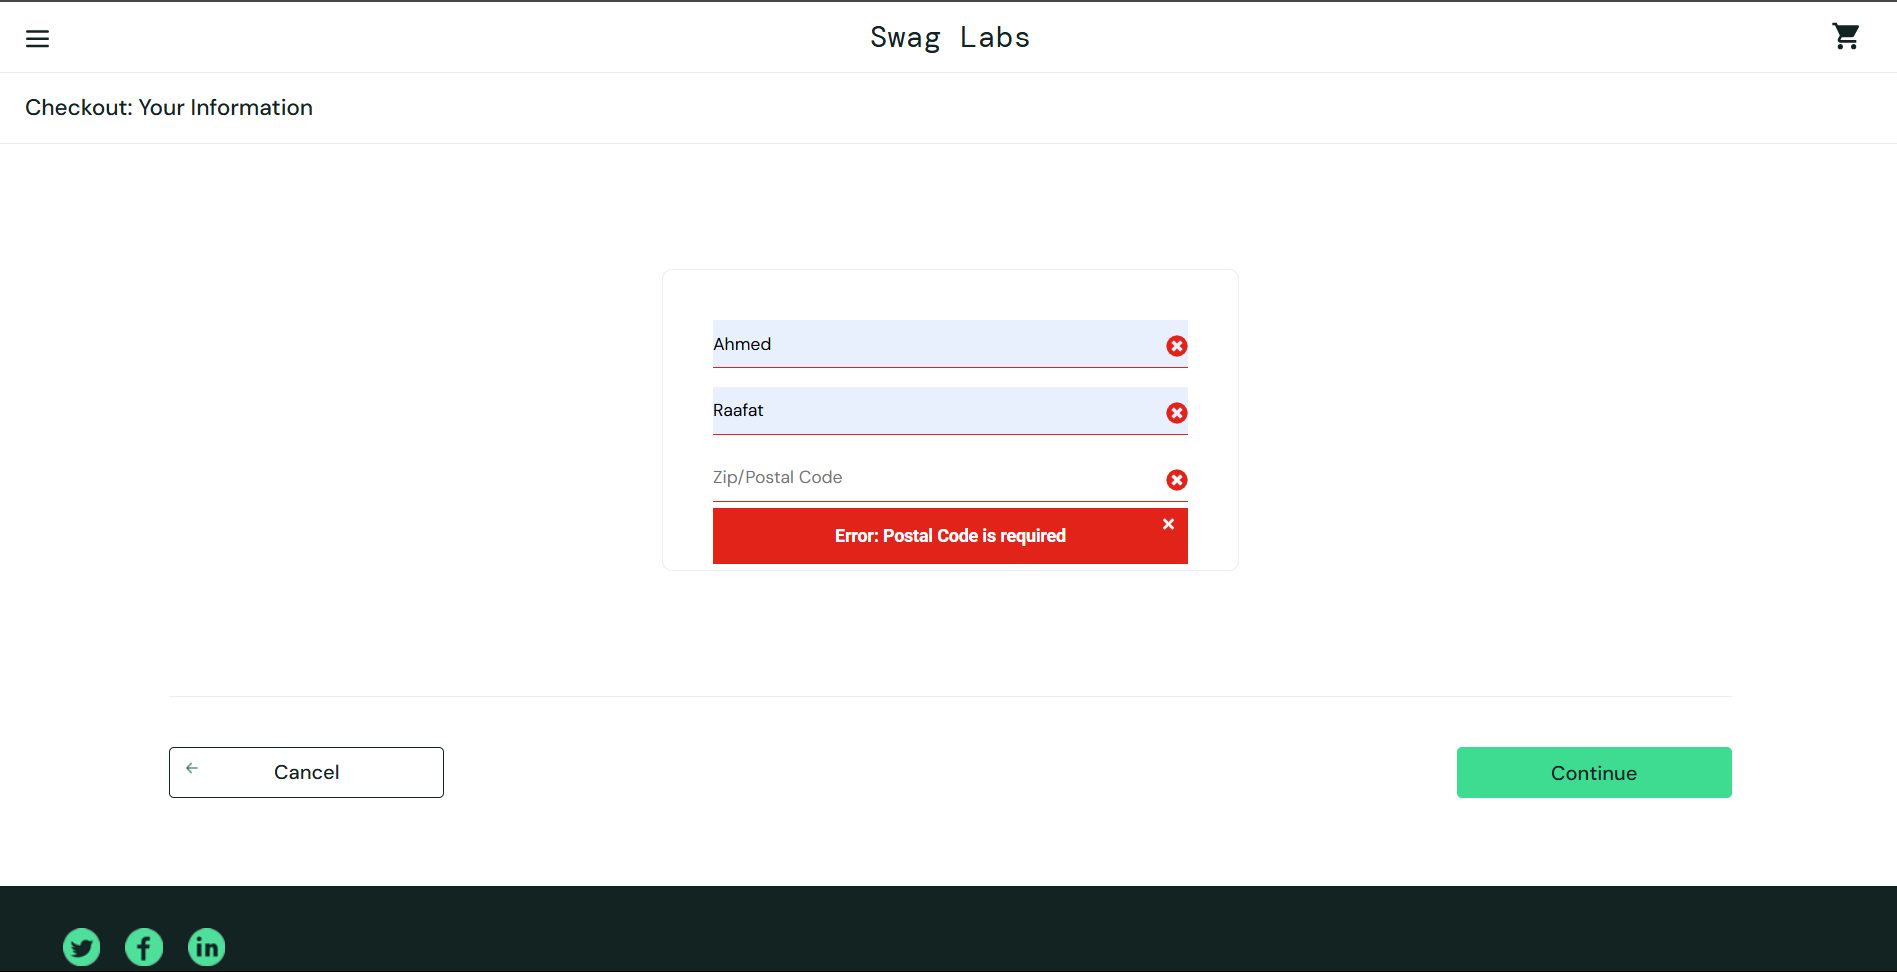 Swag Labs
Checkout: Your Information
Ahmed
Raafat
Zip/Postal Code
Error: Postal Code is required
Cancel
Continue